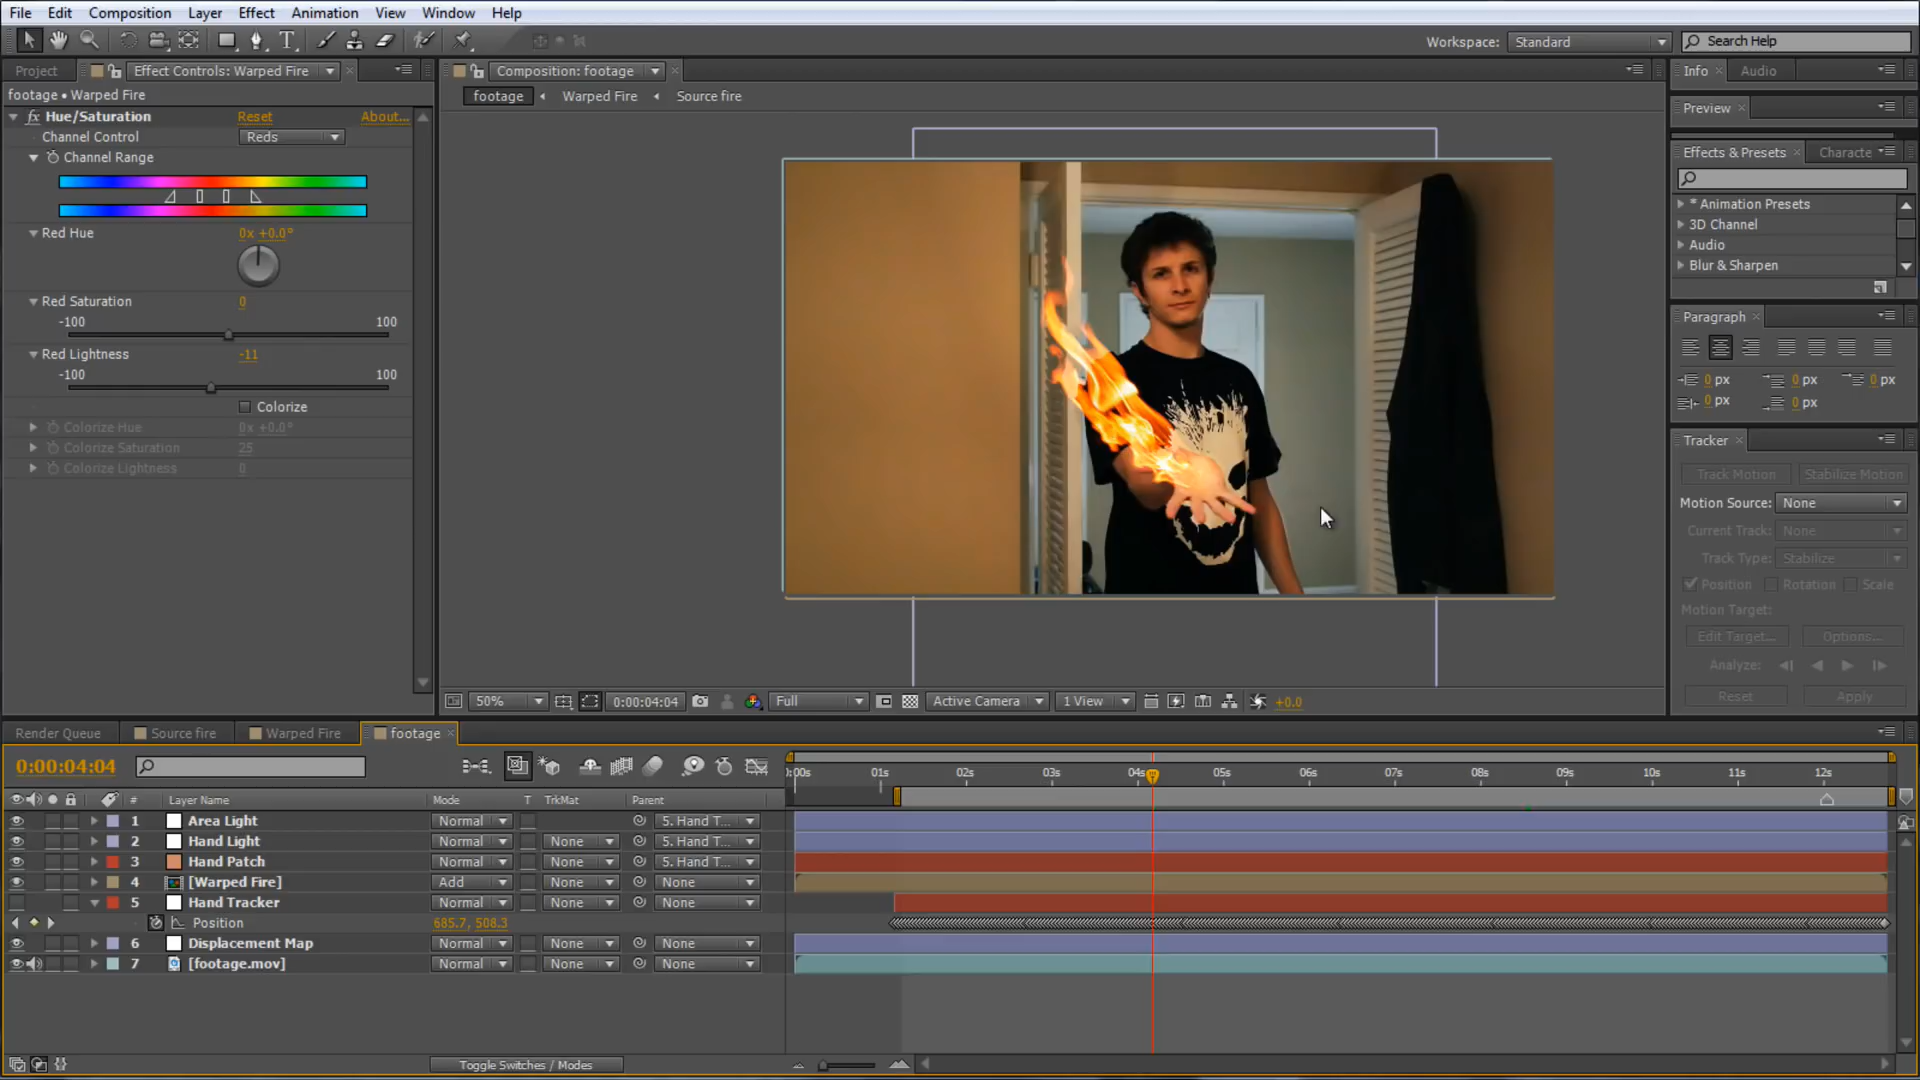 File Edit Composition Layer Effect Animation View Window Help
Workspace: Standard Search Help
Project Effect Controls: Warped Fire
footage • Warped Fire
fx Hue/Saturation Reset About...
Channel Control Reds
Channel Range
Red Hue 0x +0.0°
Red Saturation 0
-100 100
Red Lightness -11
-100 100
Colorize
Colorize Hue 0x +0.0°
Colorize Saturation 25
Colorize Lightness 0
Composition: footage
footage Warped Fire Source fire
50% 0:00:04:04 Full Active Camera 1 View +0.0
Info Audio
Preview
Effects & Presets Characte
* Animation Presets
3D Channel
Audio
Blur & Sharpen
Paragraph
0 px 0 px 0 px
0 px 0 px
Tracker
Track Motion Stabilize Motion
Motion Source: None
Current Track: None
Track Type: Stabilize
Position Rotation Scale
Motion Target:
Edit Target... Options...
Analyze:
Reset Apply
Render Queue Source fire Warped Fire footage
0:00:04:04
:00s 01s 02s 03s 04s 05s 06s 07s 08s 09s 10s 11s 12s
# Layer Name Mode T TrkMat Parent
1 Area Light Normal 5. Hand T...
2 Hand Light Normal None 5. Hand T...
3 Hand Patch Normal None 5. Hand T...
4 [Warped Fire] Add None None
5 Hand Tracker Normal None None
Position 685.7, 508.3
6 Displacement Map Normal None None
7 [footage.mov] Normal None None
Toggle Switches / Modes